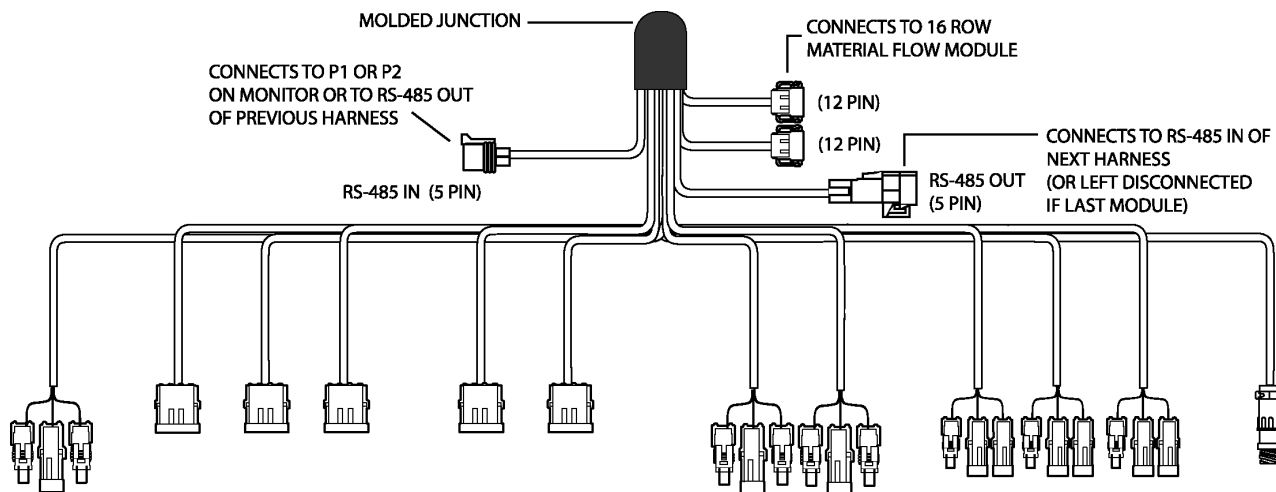 MOLDED JUNCTION
CONNECTS TO 16 ROW
MATERIAL FLOW MODULE
CONNECTS TO P1 OR P2
ON MONITOR OR TO RS-485 OUT
OF PREVIOUS HARNESS
(12 PIN)
(12 PIN)
CONNECTS TO RS-485 IN OF
NEXT HARNESS
(OR LEFT DISCONNECTED
IF LAST MODULE)
RS-485 IN (5 PIN)
RS-485 OUT
(5 PIN)